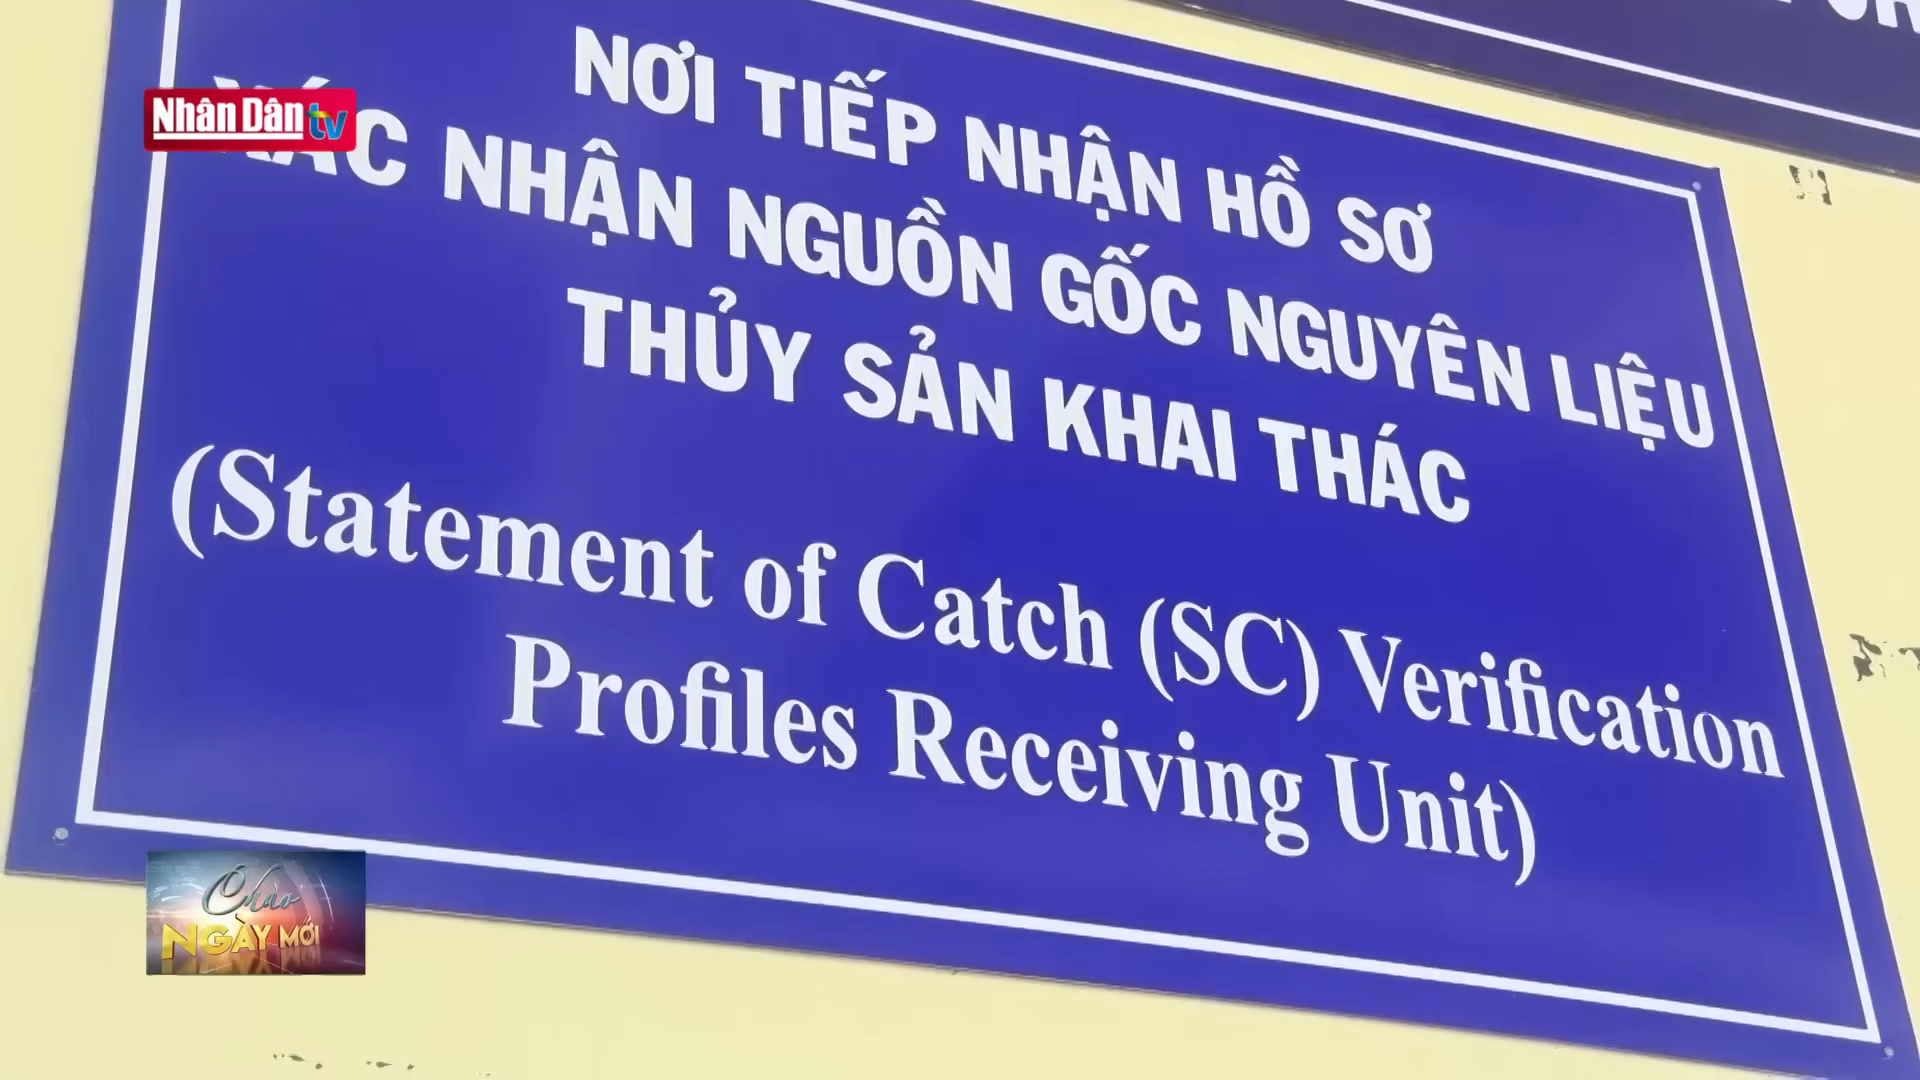 Nhân Dân tv
NƠI TIẾP NHẬN HỒ SƠ
XÁC NHẬN NGUỒN GỐC NGUYÊN LIỆU
THỦY SẢN KHAI THÁC
(Statement of Catch (SC) Verification
Profiles Receiving Unit)
Chào
NGÀY MỚI